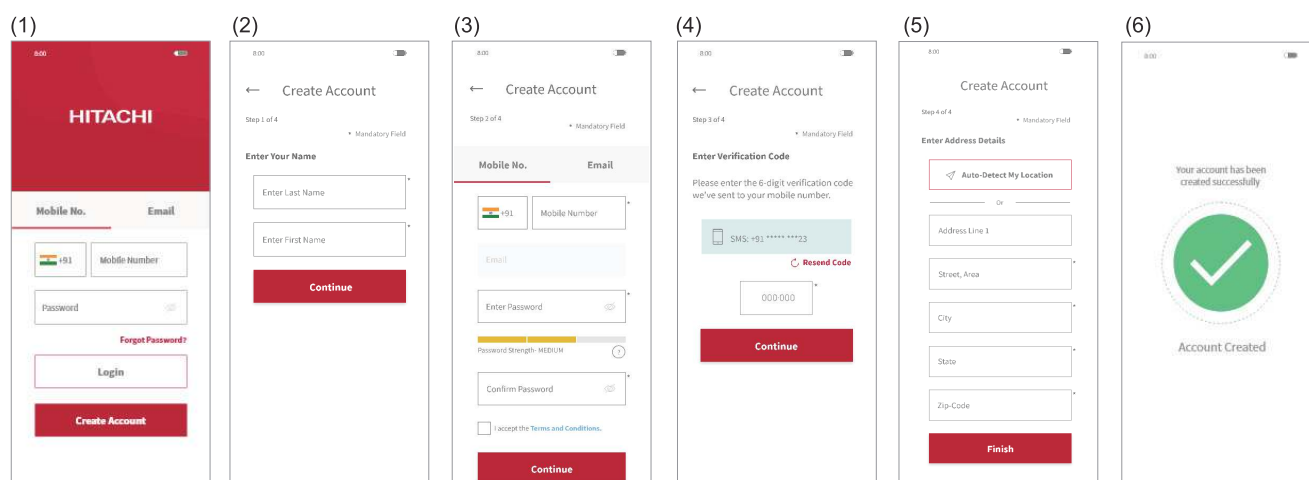 (1)
8:00
HITACHI
Mobile No. Email
+91 Mobile Number
Password
Forgot Password?
Login
Create Account
(2)
8:00
← Create Account
Step 1 of 4
* Mandatory Field
Enter Your Name
Enter Last Name *
Enter First Name *
Continue
(3)
8:00
← Create Account
Step 2 of 4
* Mandatory Field
Mobile No. Email
+91 Mobile Number *
Email
Enter Password *
Password Strength- MEDIUM ?
Confirm Password *
I accept the Terms and Conditions.
Continue
(4)
8:00
← Create Account
Step 3 of 4
* Mandatory Field
Enter Verification Code
Please enter the 6-digit verification code
we've sent to your mobile number.
SMS: +91 ***** ***23
Resend Code
000-000 *
Continue
(5)
8:00
Create Account
Step 4 of 4
* Mandatory Field
Enter Address Details
Auto-Detect My Location
Or
Address Line 1
Street, Area *
City *
State *
Zip-Code *
Finish
(6)
8:00
Your account has been
created successfully
Account Created